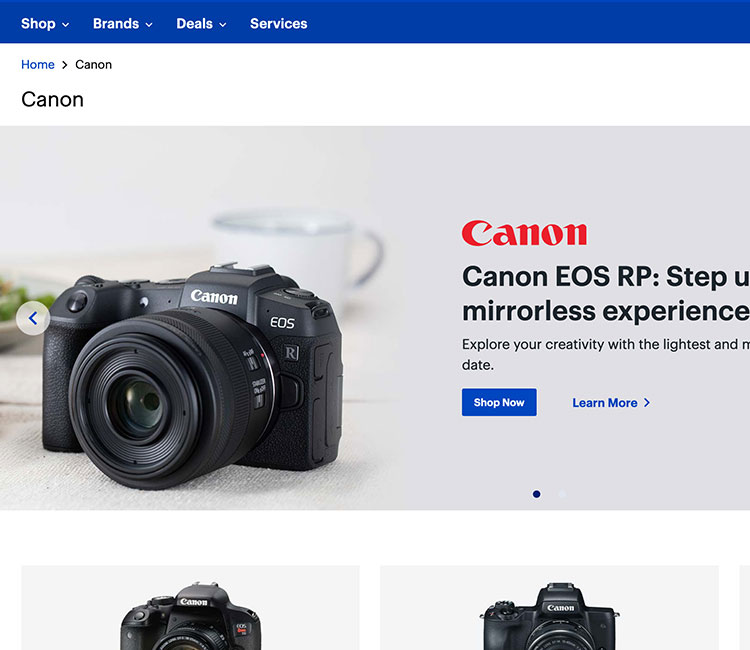 Shop Brands Deals Services
Home > Canon
Canon
Canon
Canon EOS RP: Step u
mirrorless experience
Explore your creativity with the lightest and m
date.
Shop Now Learn More
Canon
EOS
R
Canon
EOS
Canon